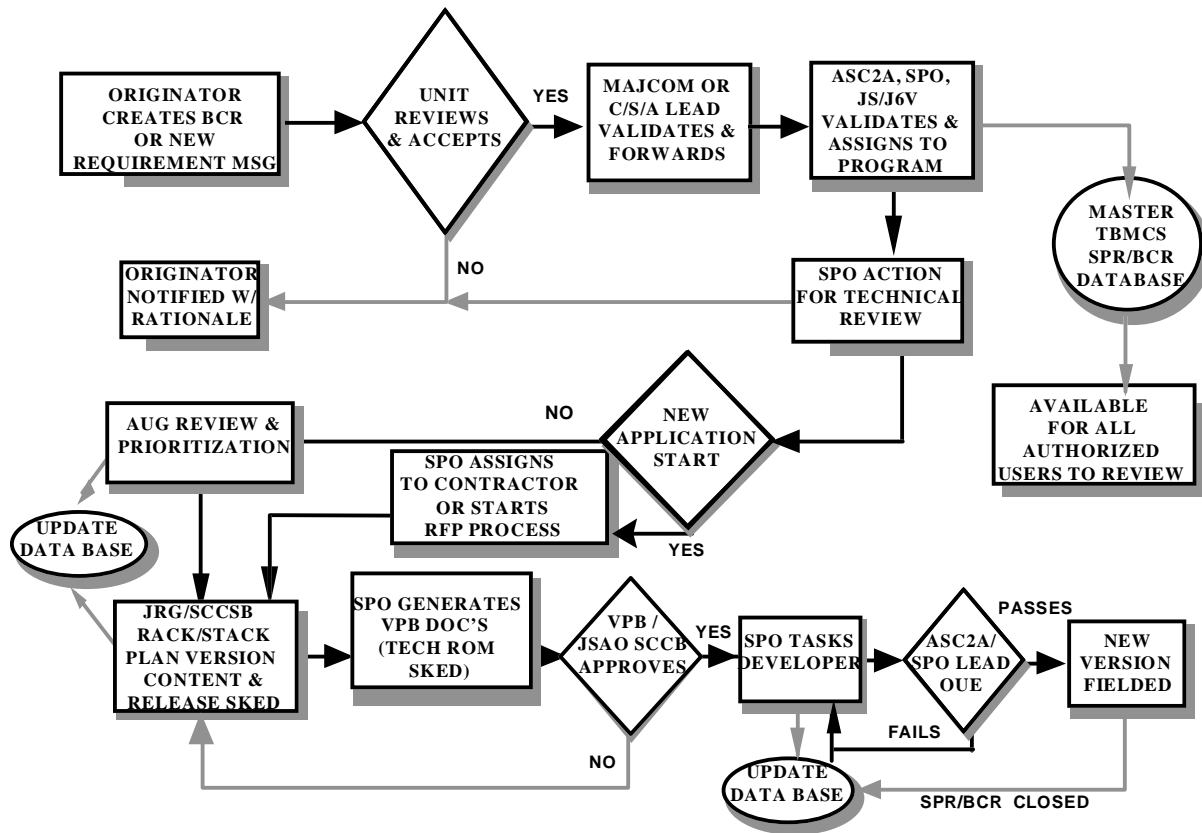 ORIGINATOR
CREATES BCR
OR NEW
REQUIREMENT MSG
UNIT
REVIEWS
& ACCEPTS
YES
MAJCOM OR
C/S/A LEAD
VALIDATES &
FORWARDS
ASC2A, SPO,
JS/J6V
VALIDATES &
ASSIGNS TO
PROGRAM
MASTER
TBMCS
SPR/BCR
DATABASE
NO
ORIGINATOR
NOTIFIED W/
RATIONALE
SPO ACTION
FOR TECHNICAL
REVIEW
AVAILABLE
FOR ALL
AUTHORIZED
USERS TO REVIEW
NEW
APPLICATION
START
NO
AUG REVIEW &
PRIORITIZATION
SPO ASSIGNS
TO CONTRACTOR
OR STARTS
RFP PROCESS
YES
UPDATE
DATA BASE
JRG/SCCSB
RACK/STACK
PLAN VERSION
CONTENT &
RELEASE SKED
SPO GENERATES
VPB DOC'S
(TECH ROM
SKED)
VPB /
JSAO SCCB
APPROVES
YES
NO
SPO TASKS
DEVELOPER
ASC2A/
SPO LEAD
OUE
PASSES
FAILS
NEW
VERSION
FIELDED
UPDATE
DATA BASE
SPR/BCR CLOSED